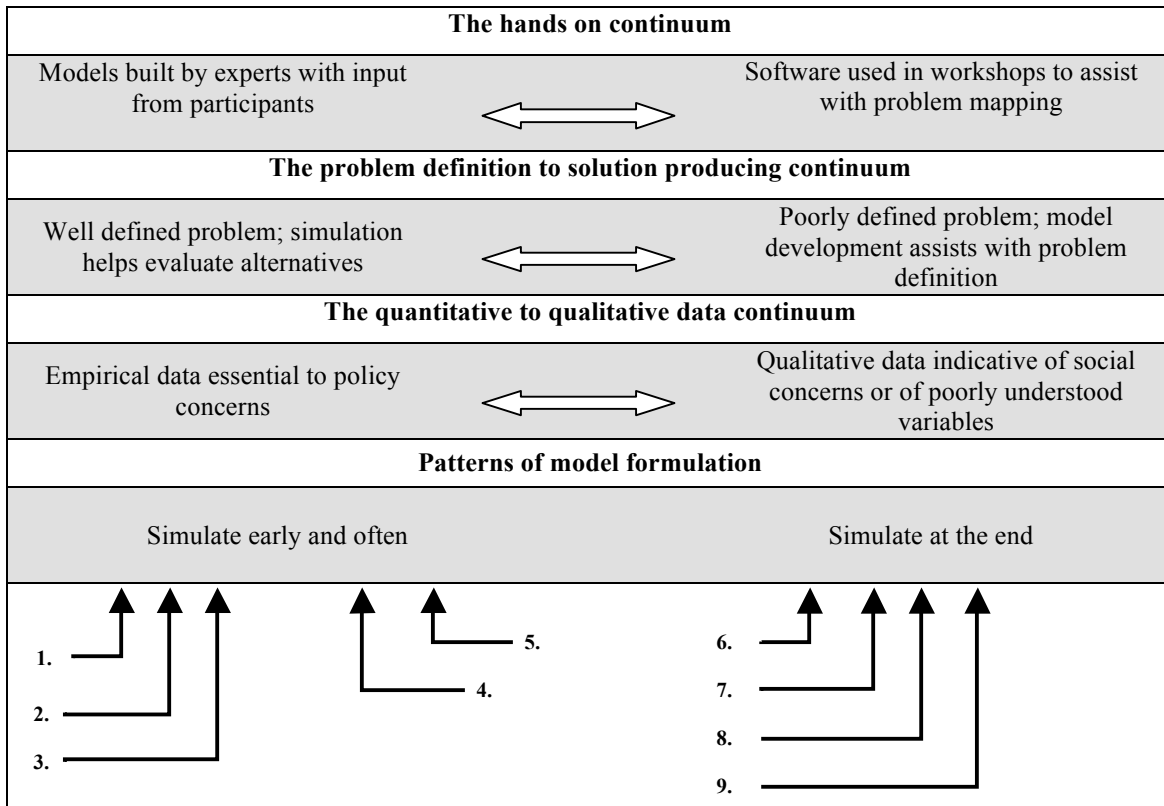 The hands on continuum
Models built by experts with input
from participants
Software used in workshops to assist
with problem mapping
The problem definition to solution producing continuum
Well defined problem; simulation
helps evaluate alternatives
Poorly defined problem; model
development assists with problem
definition
The quantitative to qualitative data continuum
Empirical data essential to policy
concerns
Qualitative data indicative of social
concerns or of poorly understood
variables
Patterns of model formulation
Simulate early and often
Simulate at the end
1.
2.
3.
5.
4.
6.
7.
8.
9.